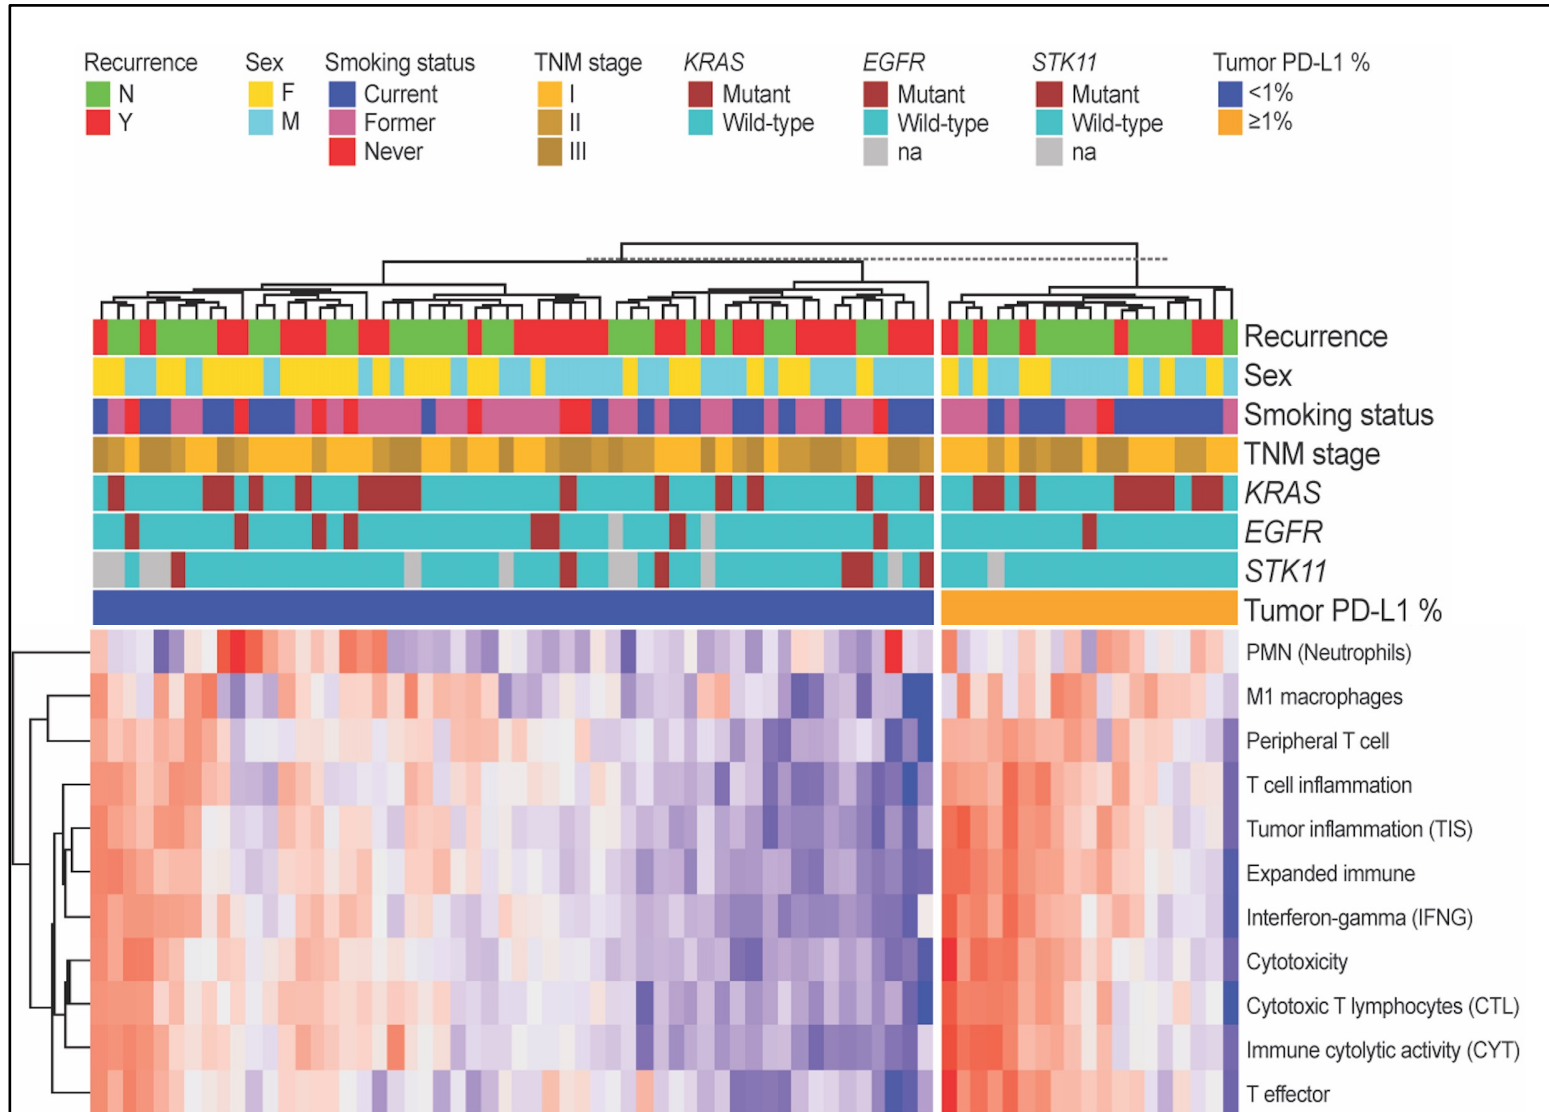 Recurrence Sex Smoking status TNM stage KRAS EGFR STK11 Tumor PD-L1 %
N F Current I Mutant Mutant Mutant <1%
Y M Former II Wild-type Wild-type Wild-type ≥1%
Never III na na
Recurrence
Sex
Smoking status
TNM stage
KRAS
EGFR
STK11
Tumor PD-L1 %
PMN (Neutrophils)
M1 macrophages
Peripheral T cell
T cell inflammation
Tumor inflammation (TIS)
Expanded immune
Interferon-gamma (IFNG)
Cytotoxicity
Cytotoxic T lymphocytes (CTL)
Immune cytolytic activity (CYT)
T effector